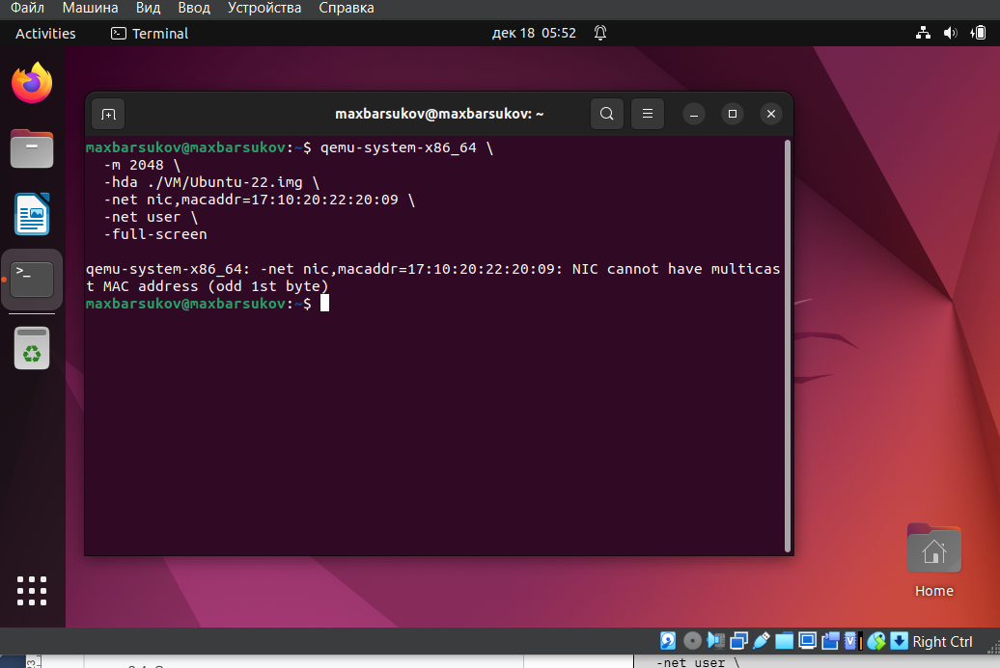 Файл Машина Вид Ввод Устройства Справка
Activities Terminal дек 18 05:52
maxbarsukov@maxbarsukov: ~
maxbarsukov@maxbarsukov:~$ qemu-system-x86_64 \
-m 2048 \
-hda ./VM/Ubuntu-22.img \
-net nic,macaddr=17:10:20:22:20:09 \
-net user \
-full-screen
qemu-system-x86_64: -net nic,macaddr=17:10:20:22:20:09: NIC cannot have multicas
t MAC address (odd 1st byte)
maxbarsukov@maxbarsukov:~$
Home
Right Ctrl
-net user \